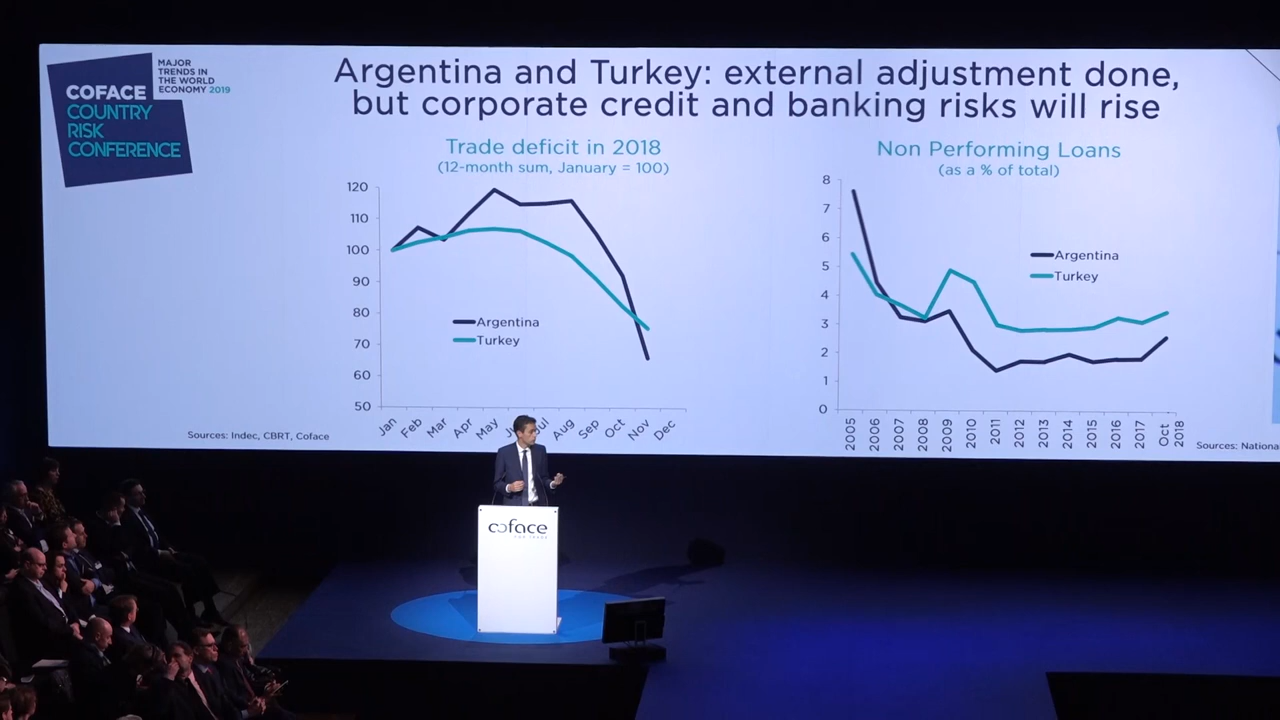 MAJOR
TRENDS IN
THE WORLD
ECONOMY 2019
COFACE
COUNTRY
RISK
CONFERENCE
Argentina and Turkey: external adjustment done,
but corporate credit and banking risks will rise
Trade deficit in 2018
(12-month sum, January = 100)
120
110
100
90
80
70
60
50
Argentina
Turkey
Jan Feb Mar Apr May Jul Aug Sep Oct Nov Dec
Sources: Indec, CBRT, Coface
Non Performing Loans
(as a % of total)
8
7
6
5
4
3
2
1
0
Argentina
Turkey
2005 2006 2007 2008 2009 2010 2011 2012 2013 2014 2015 2016 2017 Oct 2018
Sources: Nationa
coface
FOR TRADE